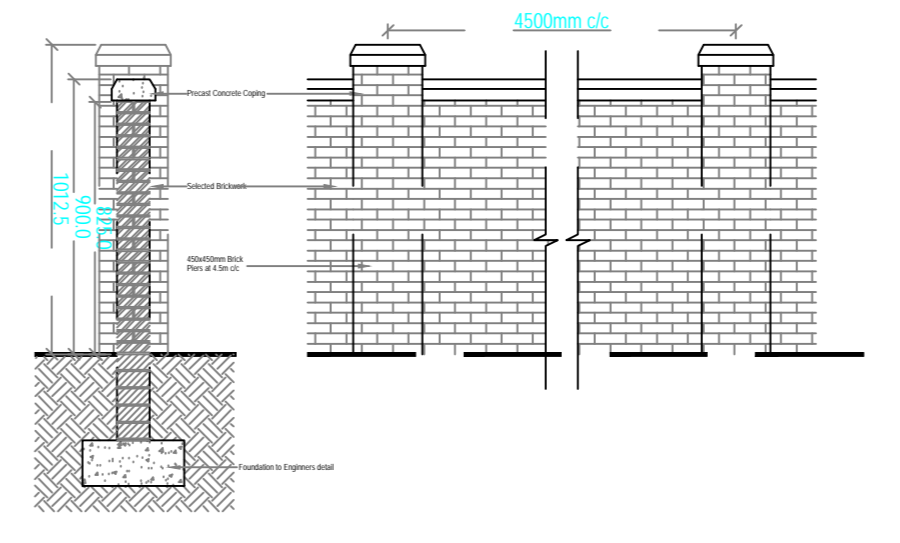 4500mm c/c
Precast Concrete Coping
1012.5
900.0
825.0
Selected Brickwork
450x450mm Brick
Piers at 4.5m c/c
Foundation to Enginners detail